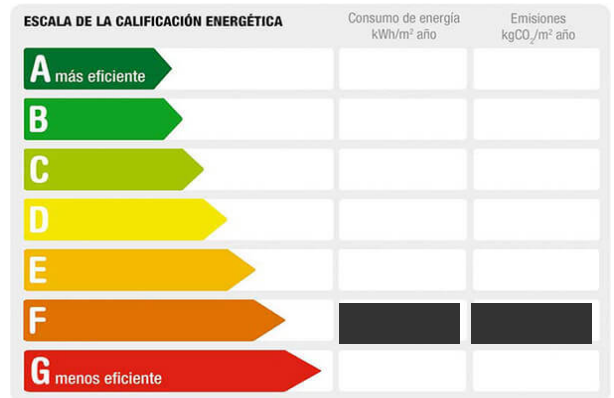 ESCALA DE LA CALIFICACIÓN ENERGÉTICA
Consumo de energía
kWh/m² año
Emisiones
kgCO₂/m² año
A más eficiente
B
C
D
E
F
G menos eficiente